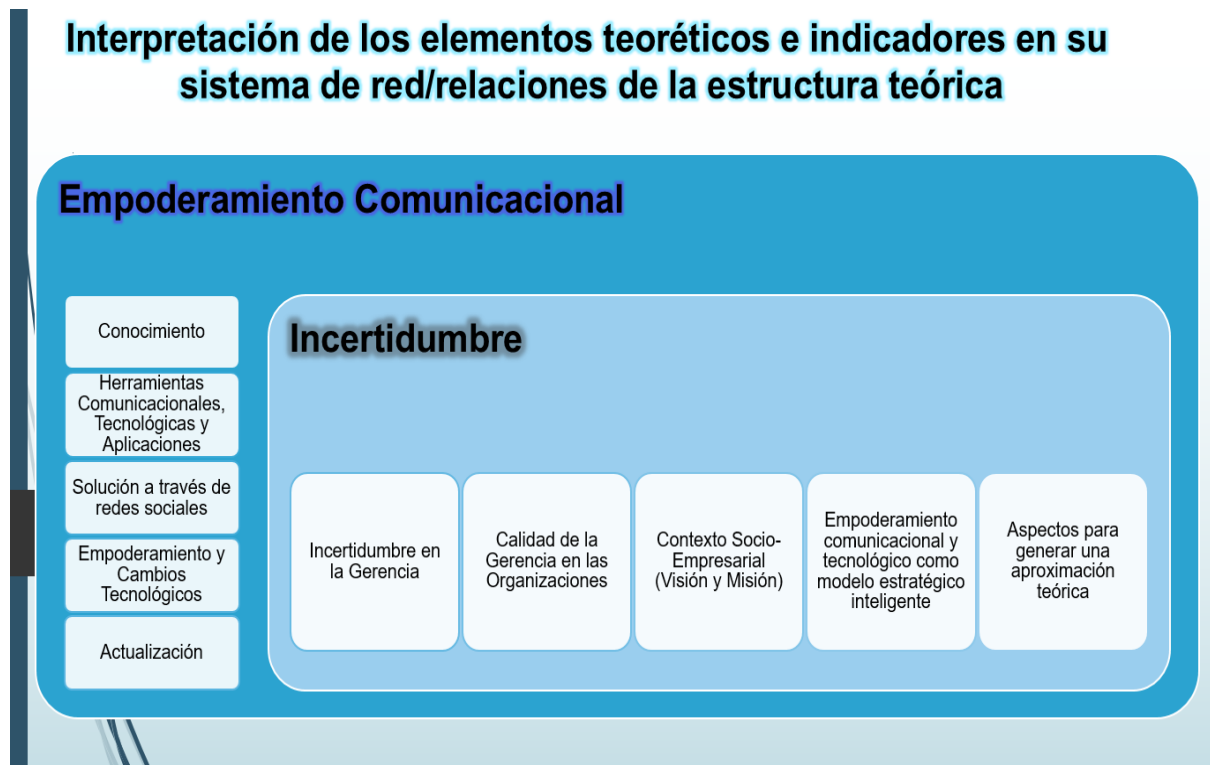 Interpretación de los elementos teoréticos e indicadores en su
sistema de red/relaciones de la estructura teórica
Empoderamiento Comunicacional
Conocimiento
Herramientas
Comunicacionales,
Tecnológicas y
Aplicaciones
Solución a través de
redes sociales
Empoderamiento y
Cambios
Tecnológicos
Actualización
Incertidumbre
Incertidumbre en
la Gerencia
Calidad de la
Gerencia en las
Organizaciones
Contexto Socio-
Empresarial
(Visión y Misión)
Empoderamiento
comunicacional y
tecnológico como
modelo estratégico
inteligente
Aspectos para
generar una
aproximación
teórica